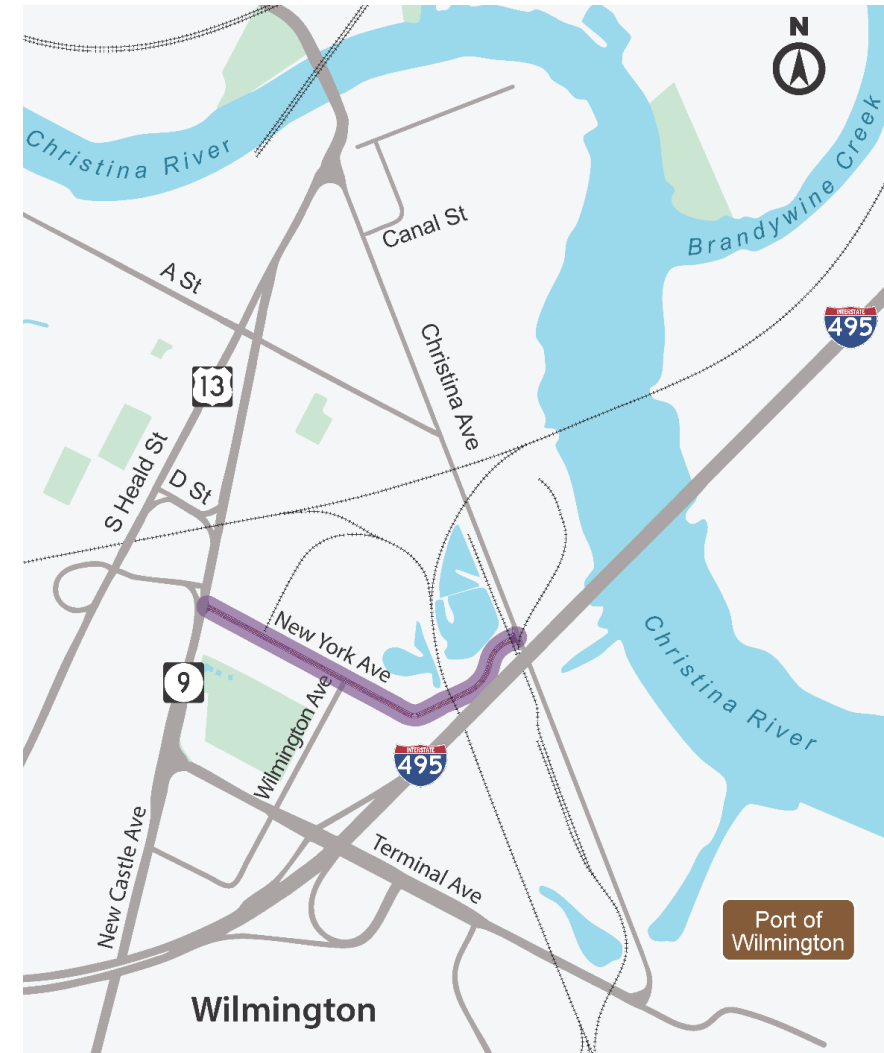 N
Christina River
Canal St
Brandywine Creek
A St
INTERSTATE
495
Christina Ave
13
S Heald St
D St
New York Ave
Christina River
9
Wilmington Ave
INTERSTATE
495
New Castle Ave
Terminal Ave
Port of
Wilmington
Wilmington